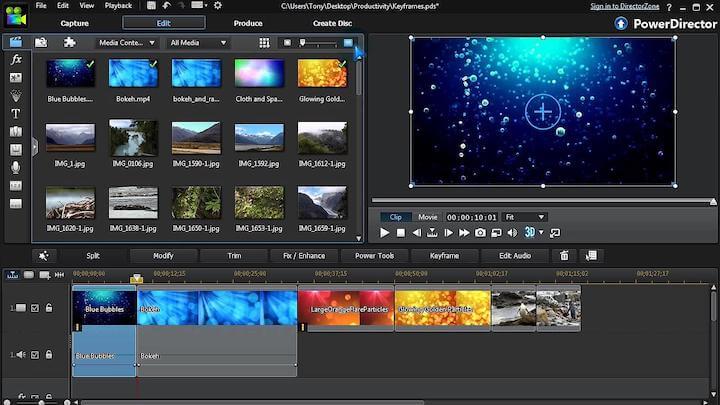 File Edit View Playback
C:\Users\Tony\Desktop\Productivity\Keyframes.pds*
Sign in to DirectorZone
Capture Edit Produce Create Disc
PowerDirector
Media Conte... All Media
Blue Bubbles.... Bokeh.mp4 bokeh_and_ra... Cloth and Spa... Glowing Gold...
IMG_1.jpg IMG_0106.jpg IMG_1590-1.jpg IMG_1592.jpg IMG_1612-1.jpg
IMG_1620-1.jpg IMG_1638-1.jpg IMG_1650-1.jpg IMG_1653-1.jpg IMG_1659-1.jpg
Clip Movie 00:00:10:01 Fit
3D
Split Modify Trim Fix / Enhance Power Tools Keyframe Edit Audio
00;00;00;00 00;00;12;15 00;00;25;00 00;00;37;15 00;00;50;00 00;01;02;17 00;01;15;02 00;01;27;17
1. Blue Bubbles Bokeh LargeOrangeFlareParticles GlowingGoldenParticles
1. Blue Bubbles Bokeh
fx